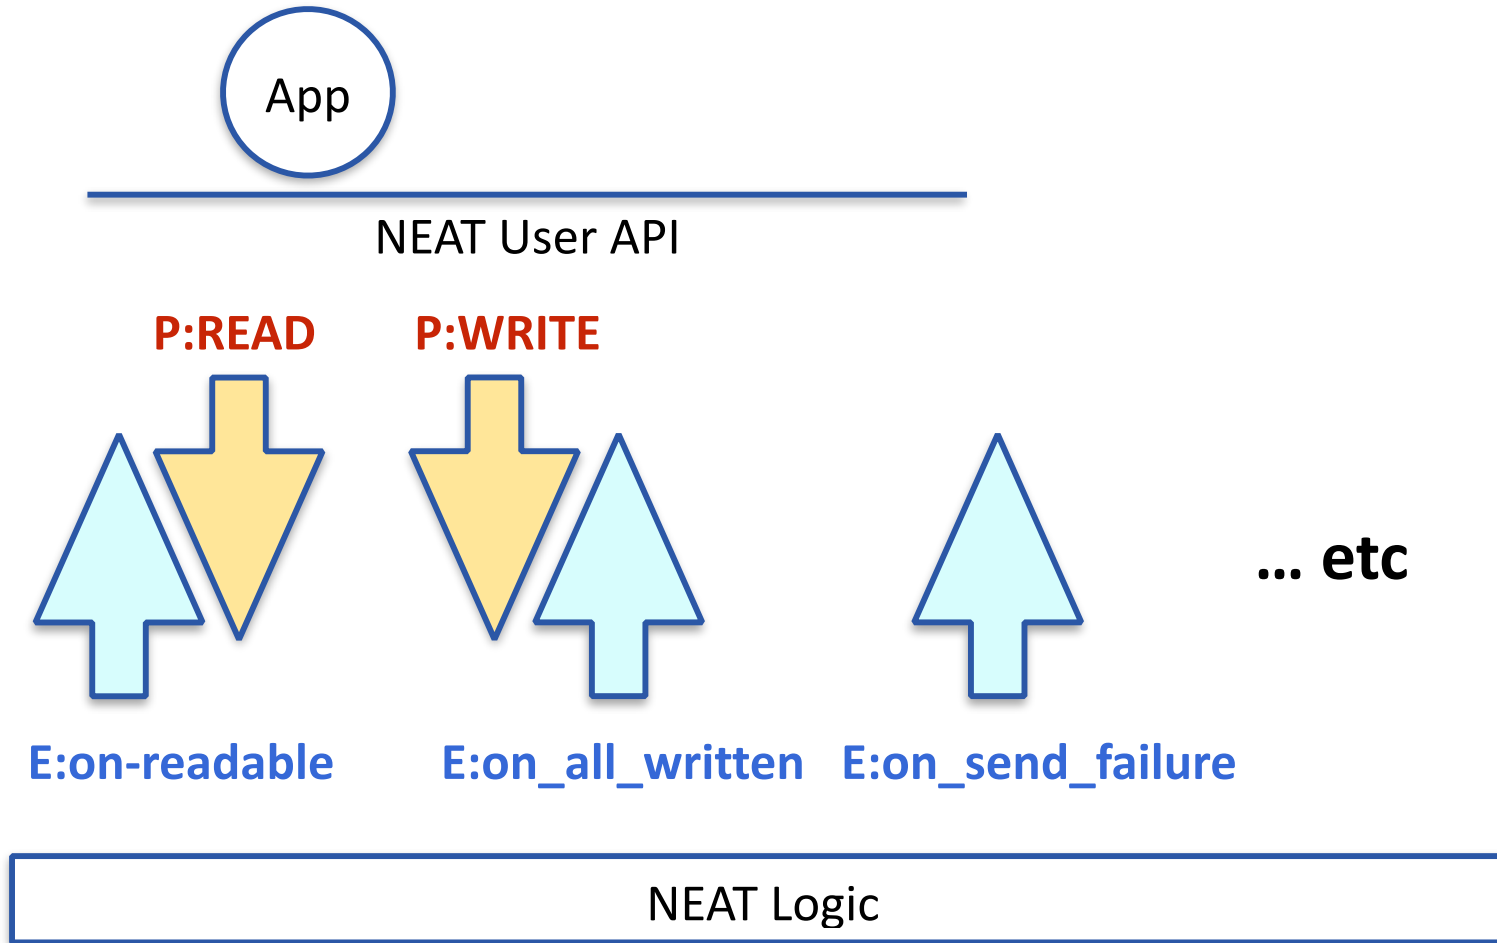 App
NEAT User API
P:READ P:WRITE
... etc
E:on-readable E:on_all_written E:on_send_failure
NEAT Logic